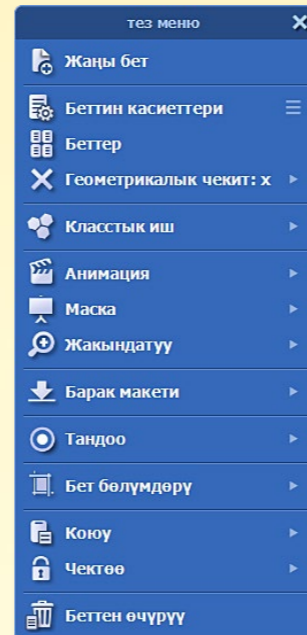 тез меню
Жаңы бет
Беттин касиеттери
Беттер
Геометрикалык чекит: x
Класстык иш
Анимация
Маска
Жакындатуу
Барак макети
Тандоо
Бет бөлүмдөрү
Коюу
Чектөө
Беттен өчүрүү